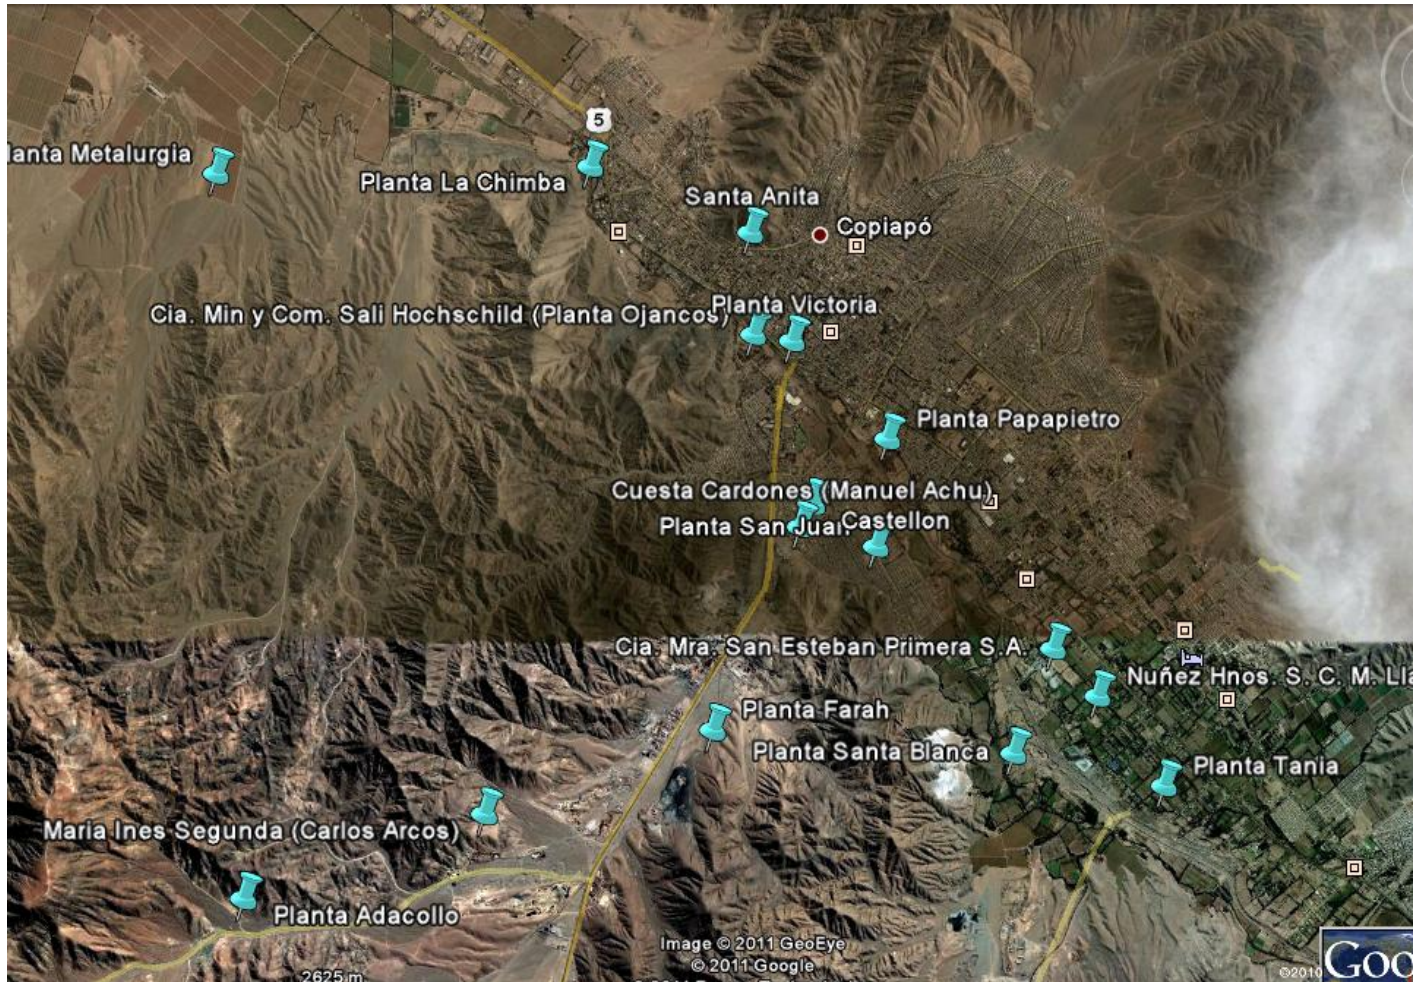 5
lanta Metalurgia
Planta La Chimba
Santa Anita
Copiapó
Cia. Min y Com. Sali Hochschild (Planta Ojancos)
Planta Victoria
Planta Papapietro
Cuesta Cardones (Manuel Achu)
Planta San Juan
Castellon
Cia. Mra. San Esteban Primera S.A.
Nuñez Hnos. S. C. M. Lla
Planta Farah
Planta Santa Blanca
Planta Tania
Maria Ines Segunda (Carlos Arcos)
Planta Adacollo
Image © 2011 GeoEye
© 2011 Google
2625 m
©2010
Goo